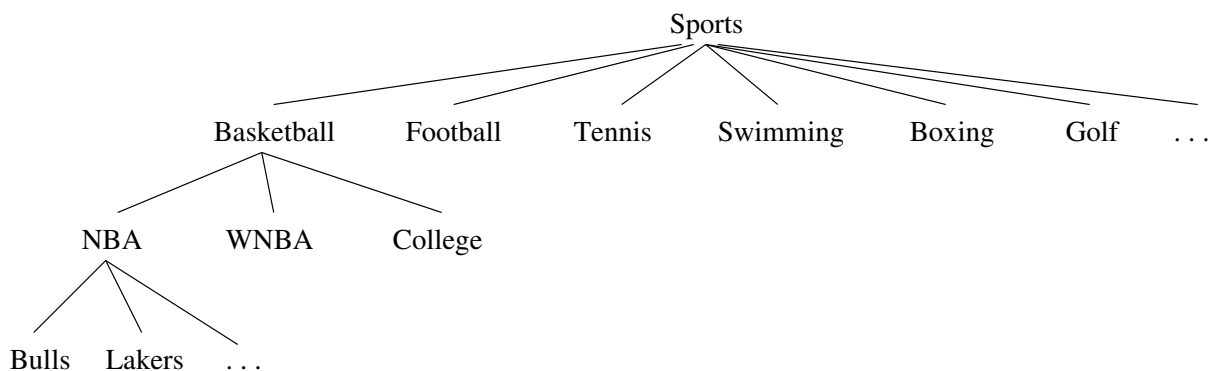 Sports
Basketball Football Tennis Swimming Boxing Golf . . .
NBA WNBA College
Bulls Lakers . . .